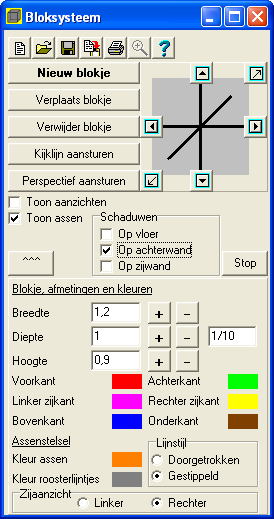 Bloksysteem
Nieuw blokje
Verplaats blokje
Verwijder blokje
Kijklijn aansturen
Perspectief aansturen
Toon aanzichten
Toon assen
Schaduwen
Op vloer
Op achterwand
Op zijwand
^^^
Stop
Blokje, afmetingen en kleuren
Breedte 1,2 + -
Diepte 1 + - 1/10
Hoogte 0,9 + -
Voorkant Achterkant
Linker zijkant Rechter zijkant
Bovenkant Onderkant
Assenstelsel
Kleur assen
Kleur roosterlijntjes
Lijnstijl
Doorgetrokken
Gestippeld
Zijaanzicht
Linker Rechter